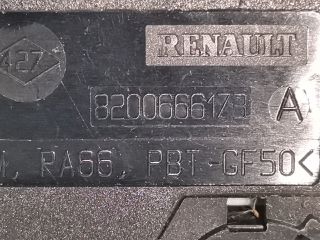 427
RENAULT
8200666173 A
, RA66, PBT-GF50<